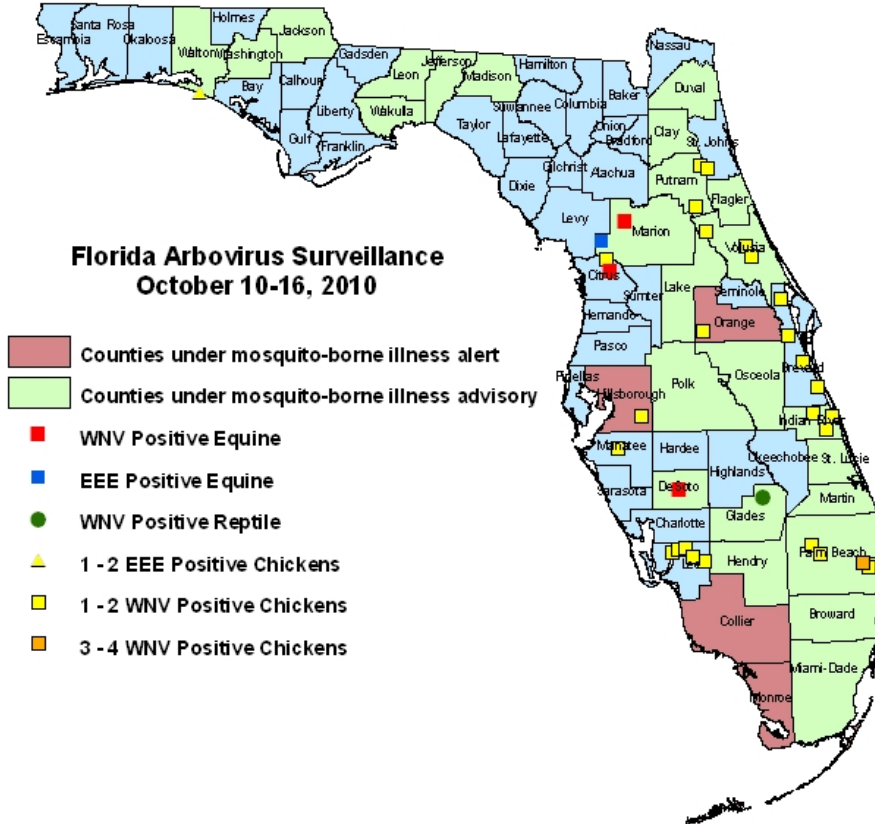 Holmes
Jackson
Santa Rosa
Escambia
Okaloosa
Walton
Washington
Bay
Calhoun
Gadsden
Liberty
Gulf
Franklin
Leon
Wakulla
Jefferson
Madison
Taylor
Hamilton
Suwannee
Lafayette
Dixie
Columbia
Gilchrist
Baker
Union
Bradford
Alachua
Nassau
Duval
Clay
St. Johns
Putnam
Flagler
Levy
Marion
Volusia
Citrus
Sumter
Lake
Seminole
Orange
Hernando
Pasco
Pinellas
Hillsborough
Polk
Osceola
Brevard
Indian River
Manatee
Hardee
Highlands
Okeechobee
St. Lucie
Sarasota
DeSoto
Martin
Charlotte
Glades
Lee
Hendry
Palm Beach
Collier
Broward
Monroe
Miami-Dade
Florida Arbovirus Surveillance
October 10-16, 2010
Counties under mosquito-borne illness alert
Counties under mosquito-borne illness advisory
WNV Positive Equine
EEE Positive Equine
WNV Positive Reptile
1 - 2 EEE Positive Chickens
1 - 2 WNV Positive Chickens
3 - 4 WNV Positive Chickens